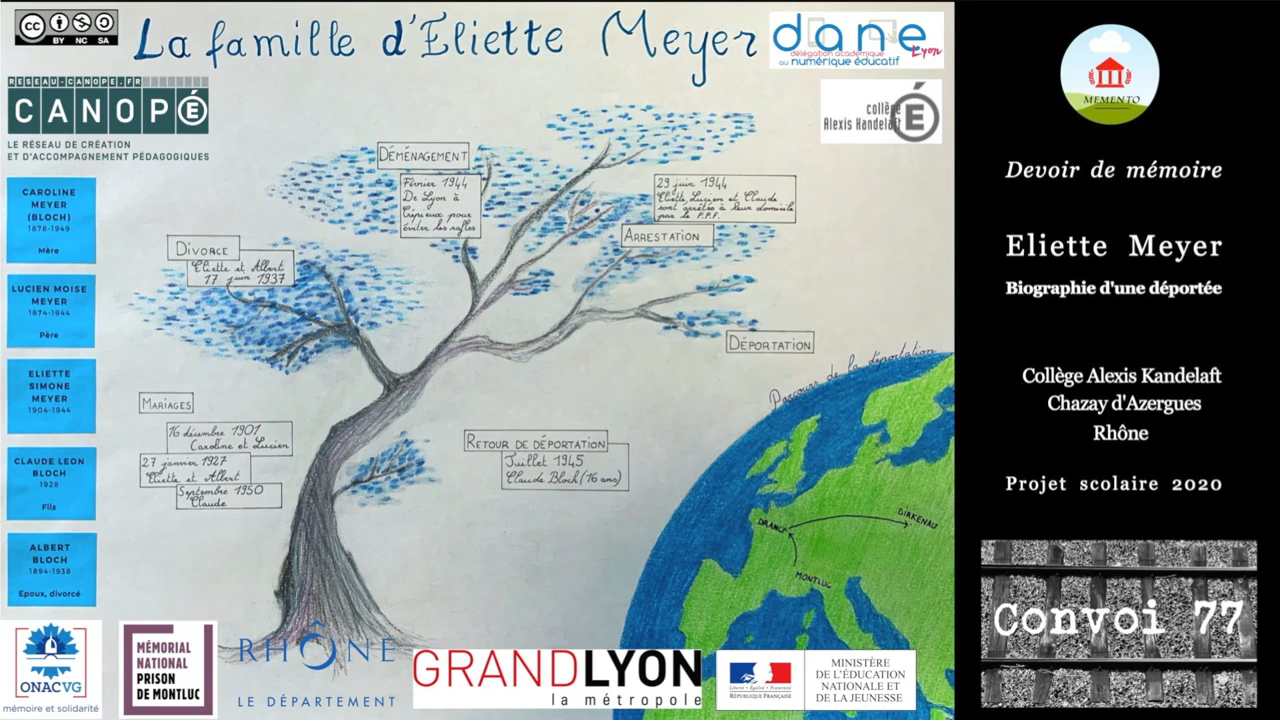 CC BY NC SA
La famille d'Eliette Meyer
dane
délégation académique
au numérique éducatif
Lyon
RESEAU-CANOPE.FR
CANOPÉ
LE RÉSEAU DE CRÉATION
ET D'ACCOMPAGNEMENT PÉDAGOGIQUES
collège
Alexis Kandelaft
É
CAROLINE
MEYER
(BLOCH)
1878-1949
Mère
LUCIEN MOISE
MEYER
1874-1944
Père
ELIETTE
SIMONE
MEYER
1904-1944
CLAUDE LEON
BLOCH
1928
Fils
ALBERT
BLOCH
1894-1938
Epoux, divorcé
DÉMÉNAGEMENT
Février 1944
De Lyon à
Crépieux pour
éviter les rafles
29 juin 1944
Eliette, Lucien et Claude
sont arrêtés à leur domicile
par le P.P.F.
ARRESTATION
DIVORCE
Eliette et Albert
17 juin 1937
DÉPORTATION
MARIAGES
16 décembre 1901
Caroline et Lucien
27 janvier 1927
Eliette et Albert
Septembre 1950
Claude
RETOUR DE DÉPORTATION
Juillet 1945
Claude Bloch (16 ans)
Parcours de la déportation
DRANCY
BIRKENAU
MONTLUC
ONACVG
mémoire et solidarité
MÉMORIAL
NATIONAL
PRISON
DE MONTLUC
RHÔNE
LE DÉPARTEMENT
GRANDLYON
la métropole
Liberté • Égalité • Fraternité
RÉPUBLIQUE FRANÇAISE
MINISTÈRE
DE L'ÉDUCATION
NATIONALE ET
DE LA JEUNESSE
MEMENTO
Devoir de mémoire
Eliette Meyer
Biographie d'une déportée
Collège Alexis Kandelaft
Chazay d'Azergues
Rhône
Projet scolaire 2020
Convoi 77